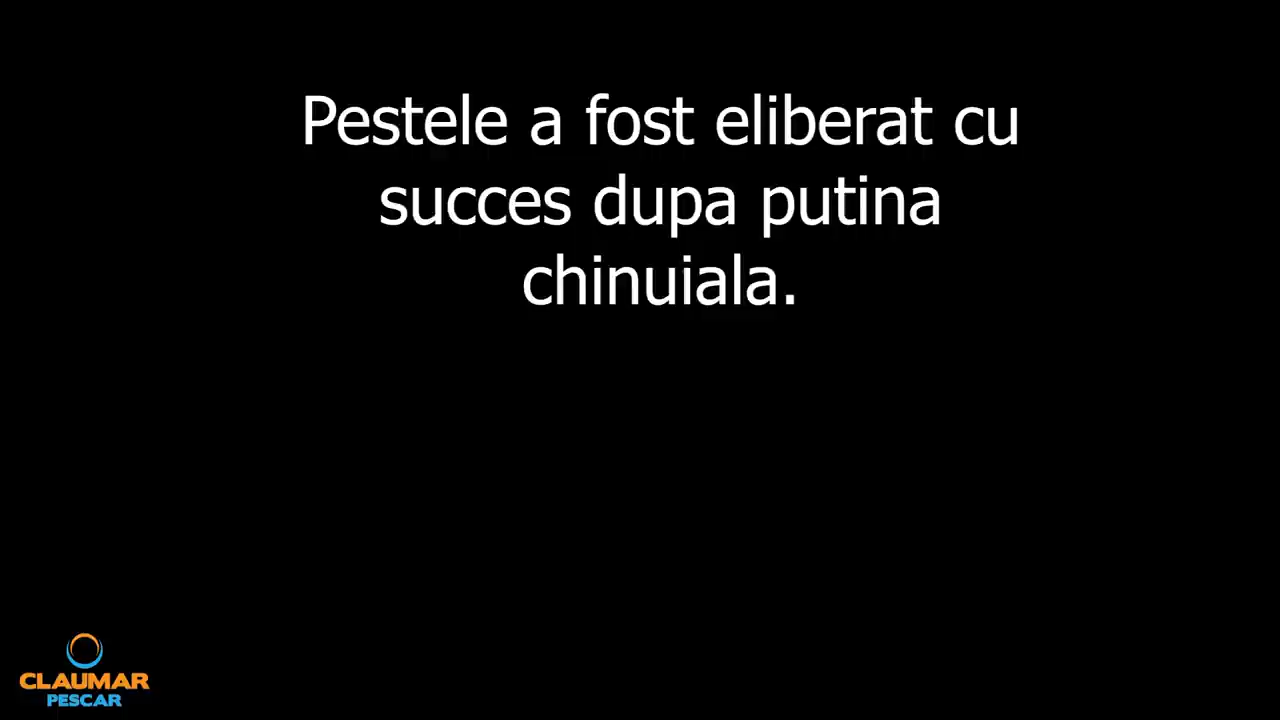 Pestele a fost eliberat cu
succes dupa putina
chinuiala.
CLAUMAR
PESCAR